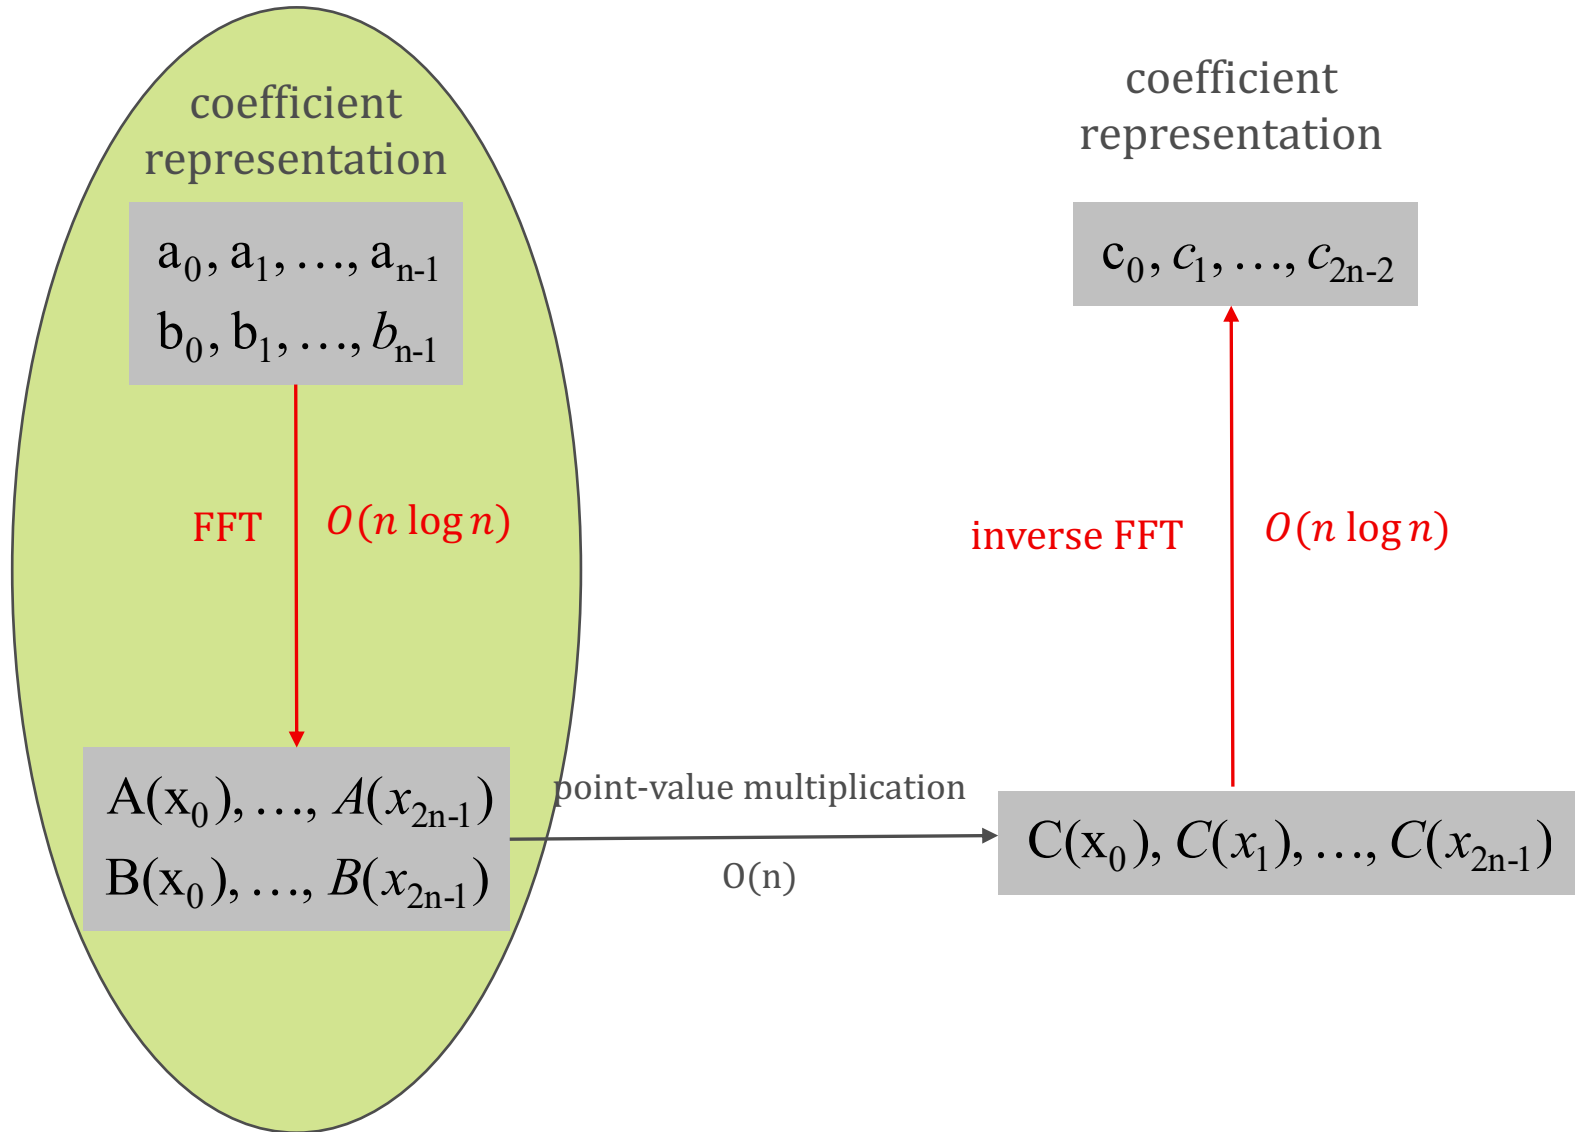 coefficient
representation
a₀, a₁, …, aₙ₋₁
b₀, b₁, …, bₙ₋₁
FFT
O(n log n)
A(x₀), …, A(x₂ₙ₋₁)
B(x₀), …, B(x₂ₙ₋₁)
point-value multiplication
O(n)
coefficient
representation
c₀, c₁, …, c₂ₙ₋₂
inverse FFT
O(n log n)
C(x₀), C(x₁), …, C(x₂ₙ₋₁)